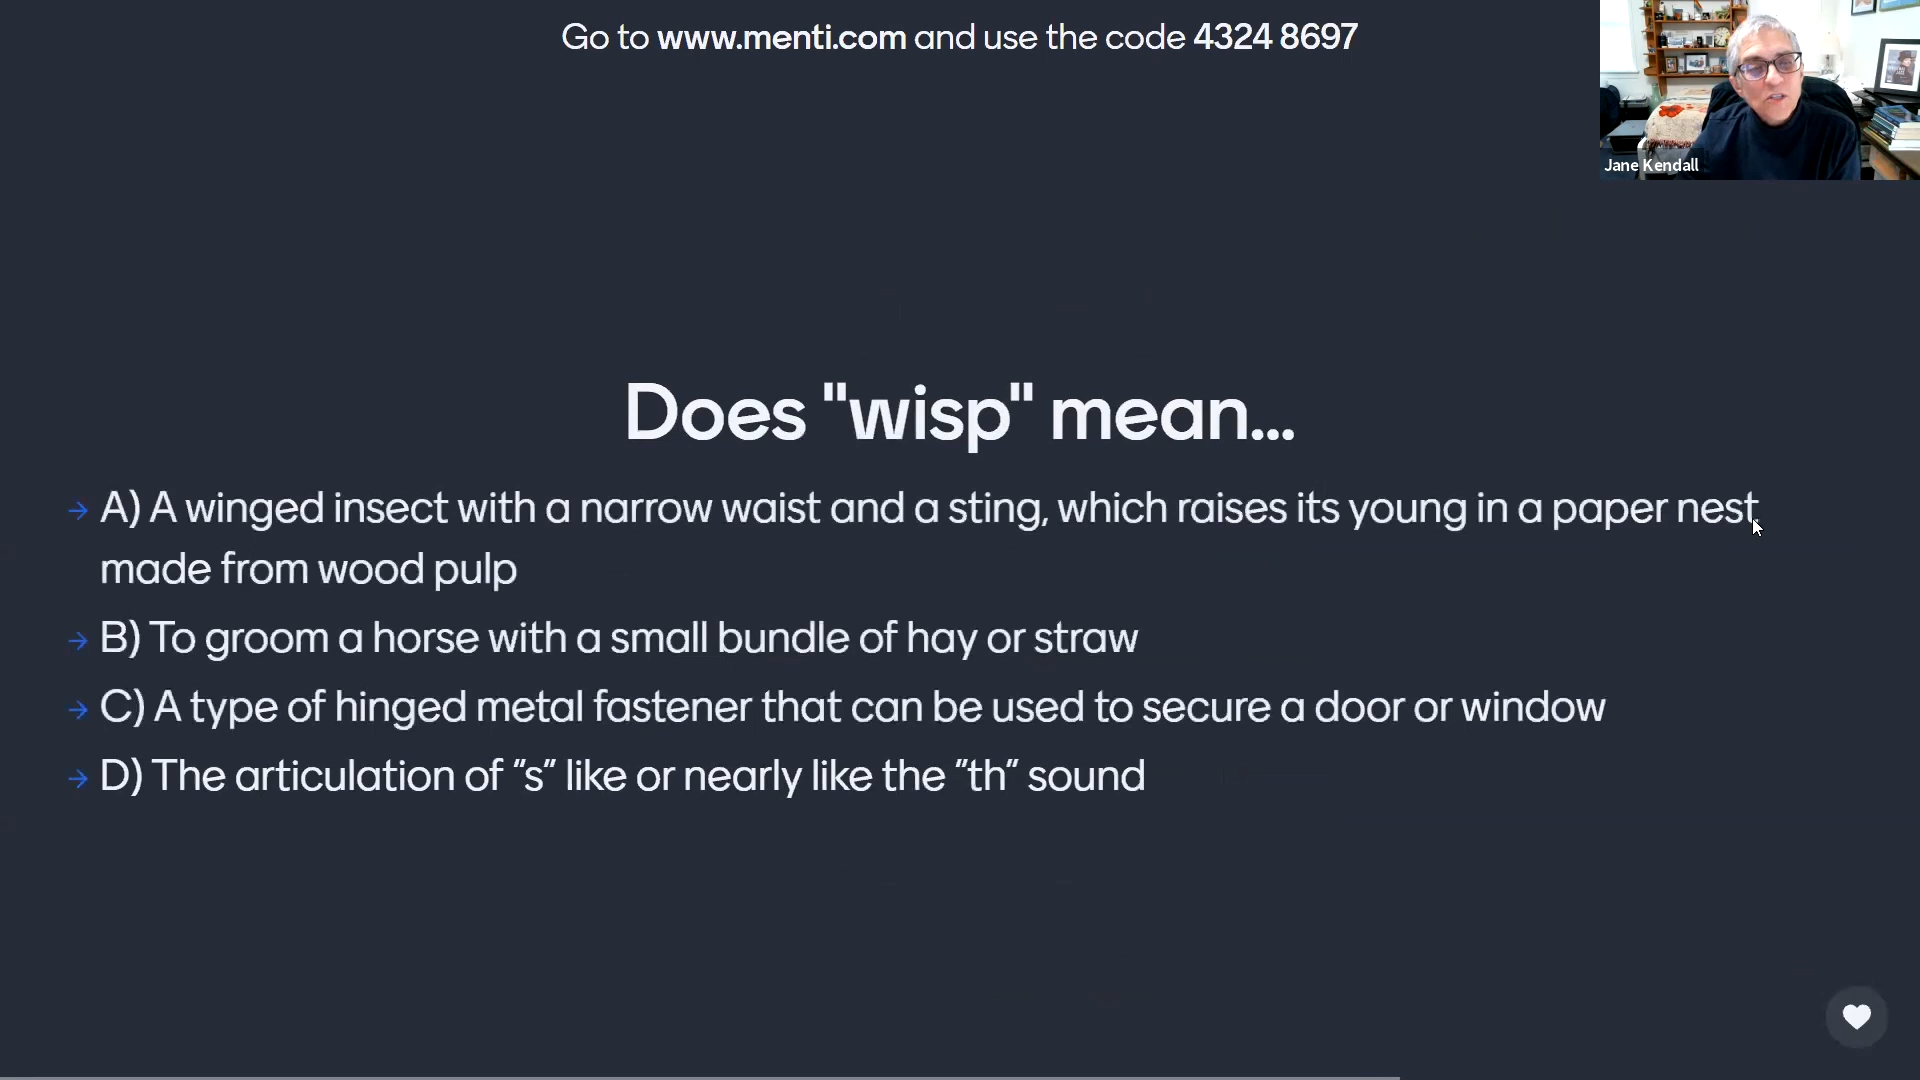 Go to www.menti.com and use the code 4324 8697
Jane Kendall
Does "wisp" mean...
→ A) A winged insect with a narrow waist and a sting, which raises its young in a paper nest
made from wood pulp
→ B) To groom a horse with a small bundle of hay or straw
→ C) A type of hinged metal fastener that can be used to secure a door or window
→ D) The articulation of “s” like or nearly like the “th” sound